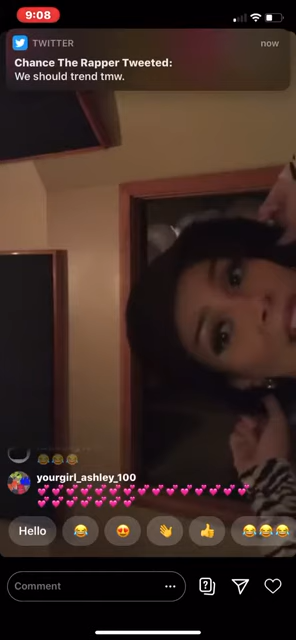 9:08
TWITTER
now
Chance The Rapper Tweeted:
We should trend tmw.
yourgirl_ashley_100
Hello
Comment